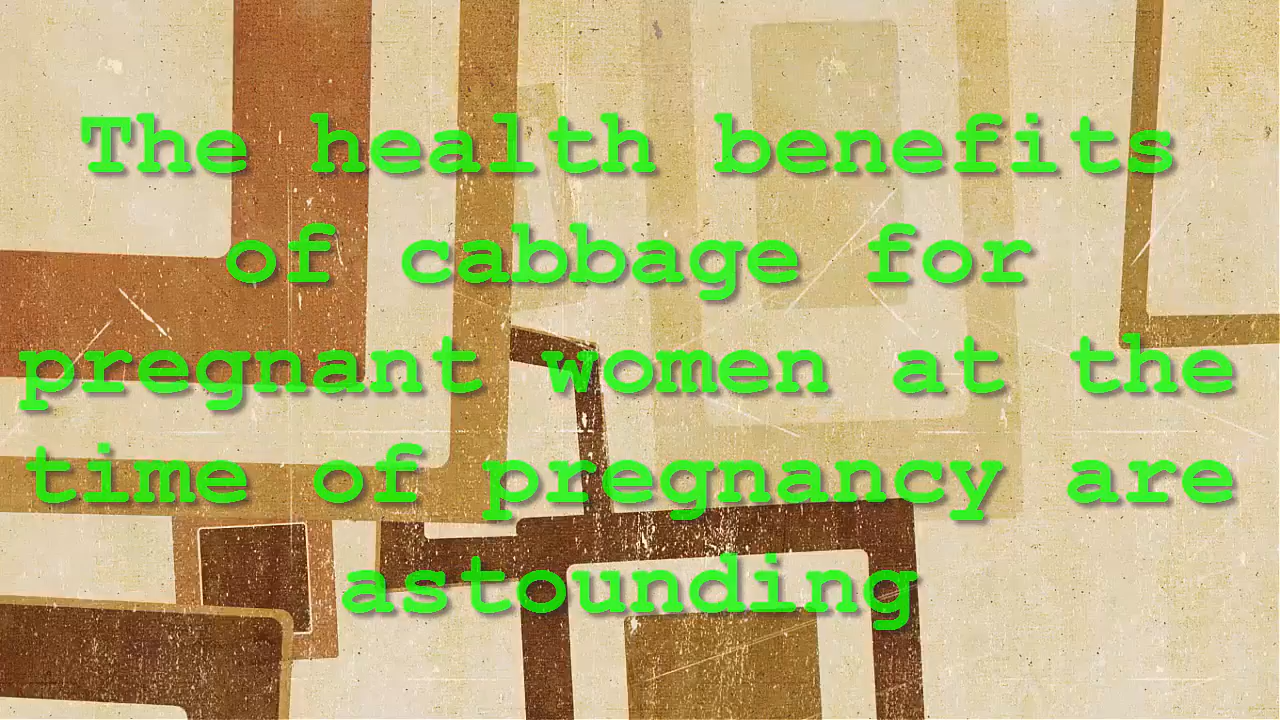 The health benefits
of cabbage for
pregnant women at the
time of pregnancy are
astounding